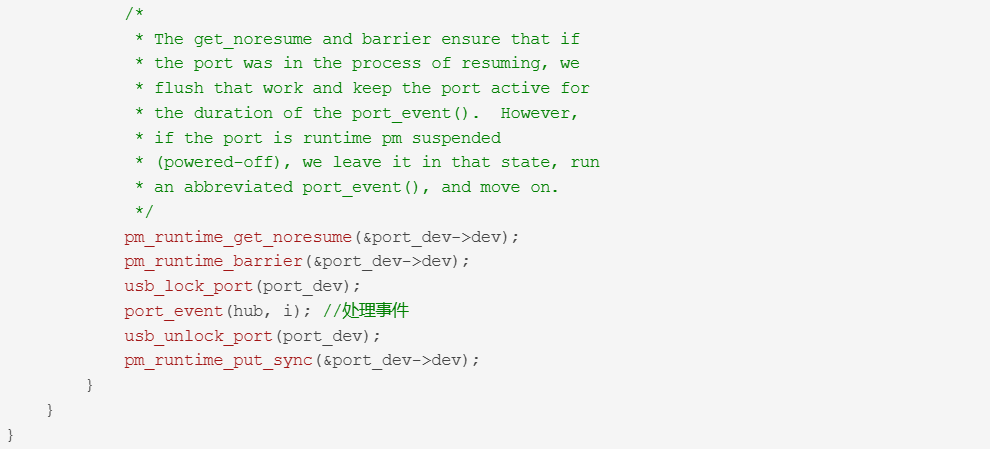 /*
* The get_noresume and barrier ensure that if
* the port was in the process of resuming, we
* flush that work and keep the port active for
* the duration of the port_event().  However,
* if the port is runtime pm suspended
* (powered-off), we leave it in that state, run
* an abbreviated port_event(), and move on.
*/
pm_runtime_get_noresume(&port_dev->dev);
pm_runtime_barrier(&port_dev->dev);
usb_lock_port(port_dev);
port_event(hub, i); //处理事件
usb_unlock_port(port_dev);
pm_runtime_put_sync(&port_dev->dev);
}
}
}